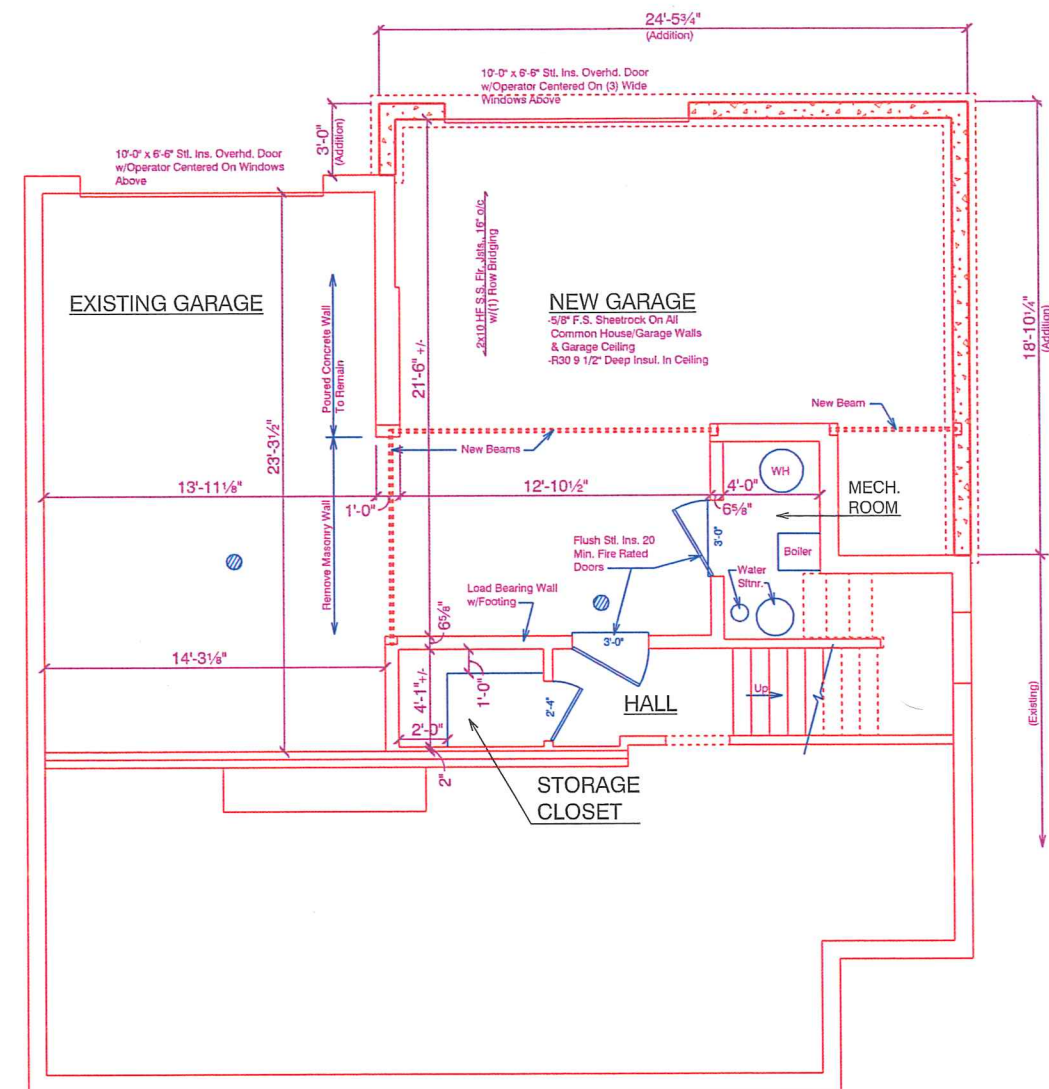 24'-5¾"
(Addition)
10'-0" x 6'-6" Stl. Ins. Overhd. Door
w/Operator Centered On (3) Wide
Windows Above
3'-0"
(Addition)
10'-0" x 6'-6" Stl. Ins. Overhd. Door
w/Operator Centered On Windows
Above
EXISTING GARAGE
Poured Concrete Wall
To Remain
2x10 HF S.S. Flr. Jsts., 16" o/c
w/(1) Row Bridging
NEW GARAGE
-5/8" F.S. Sheetrock On All
Common House/Garage Walls
& Garage Ceiling
-R30 9 1/2" Deep Insul. In Ceiling
18'-10¼"
(Addition)
21'-6" +/-
23'-3½"
New Beam
New Beams
WH
13'-11⅛"
1'-0"
12'-10½"
6⅝"
4'-0"
MECH.
ROOM
Remove Masonry Wall
Flush Stl. Ins. 20
Min. Fire Rated
Doors
3'-0"
Boiler
Water
Sftnr.
Load Bearing Wall
w/Footing
6⅝"
3'-0"
14'-3⅛"
4'-1"+/-
1'-0"
2'-0"
2'-4"
HALL
Up
(Existing)
2"
STORAGE
CLOSET